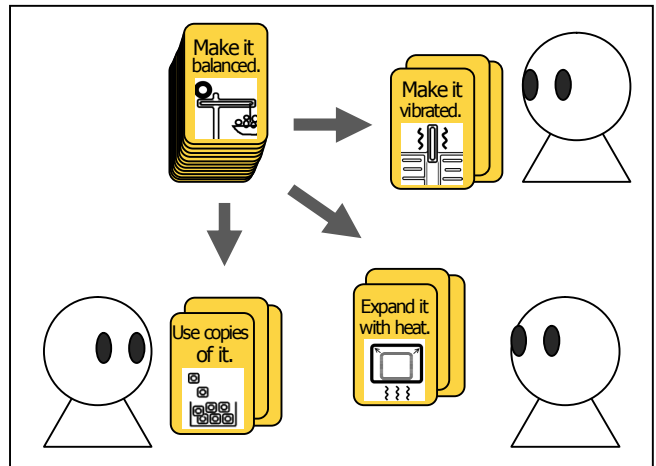 Make it
balanced.
Make it
vibrated.
Use copies
of it.
Expand it
with heat.